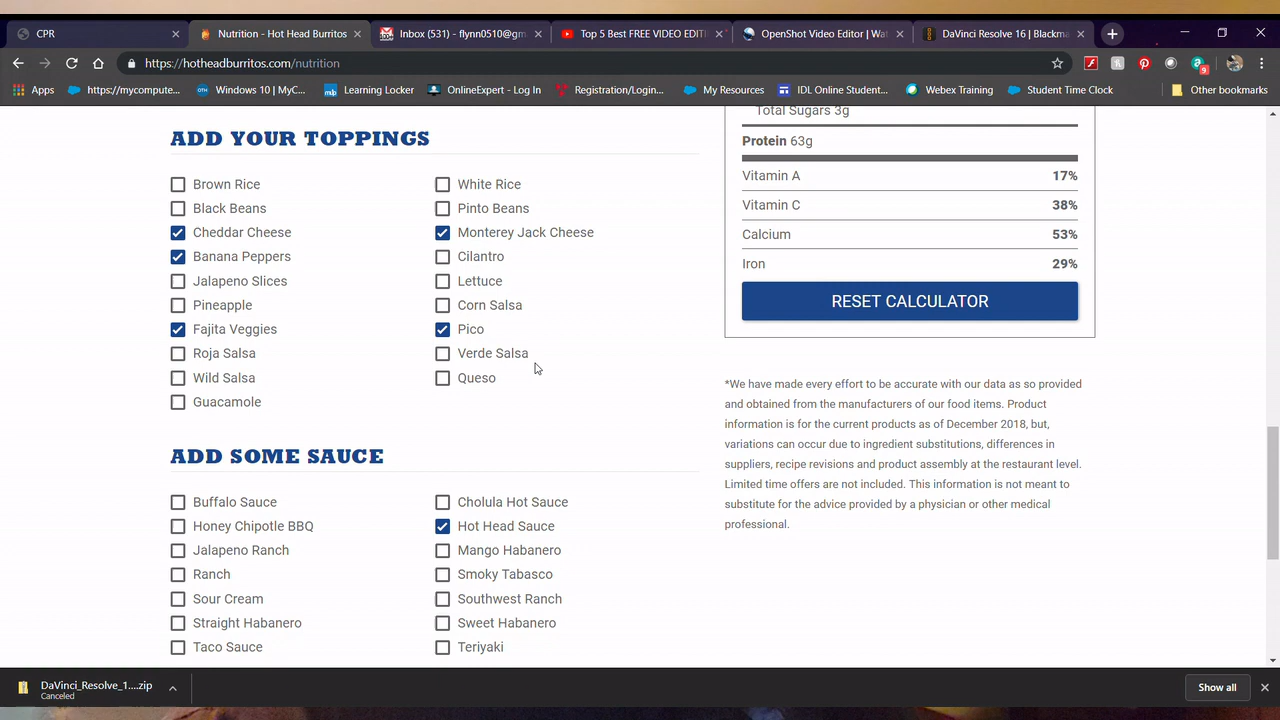 CPR
Nutrition - Hot Head Burritos
Inbox (531) - flynn0510@gm
Top 5 Best FREE VIDEO EDITI
OpenShot Video Editor | Wat
DaVinci Resolve 16 | Blackma
https://hotheadburritos.com/nutrition
9
Apps
https://mycompute...
Windows 10 | MyC...
Learning Locker
OnlineExpert - Log In
Registration/Login...
My Resources
IDL Online Student...
Webex Training
Student Time Clock
Other bookmarks
ADD YOUR TOPPINGS
Brown Rice
White Rice
Black Beans
Pinto Beans
Cheddar Cheese
Monterey Jack Cheese
Banana Peppers
Cilantro
Jalapeno Slices
Lettuce
Pineapple
Corn Salsa
Fajita Veggies
Pico
Roja Salsa
Verde Salsa
Wild Salsa
Queso
Guacamole
ADD SOME SAUCE
Buffalo Sauce
Cholula Hot Sauce
Honey Chipotle BBQ
Hot Head Sauce
Jalapeno Ranch
Mango Habanero
Ranch
Smoky Tabasco
Sour Cream
Southwest Ranch
Straight Habanero
Sweet Habanero
Taco Sauce
Teriyaki
Total Sugars 3g
Protein 63g
Vitamin A 17%
Vitamin C 38%
Calcium 53%
Iron 29%
RESET CALCULATOR
*We have made every effort to be accurate with our data as so provided
and obtained from the manufacturers of our food items. Product
information is for the current products as of December 2018, but,
variations can occur due to ingredient substitutions, differences in
suppliers, recipe revisions and product assembly at the restaurant level.
Limited time offers are not included. This information is not meant to
substitute for the advice provided by a physician or other medical
professional.
DaVinci_Resolve_1....zip
Canceled
Show all